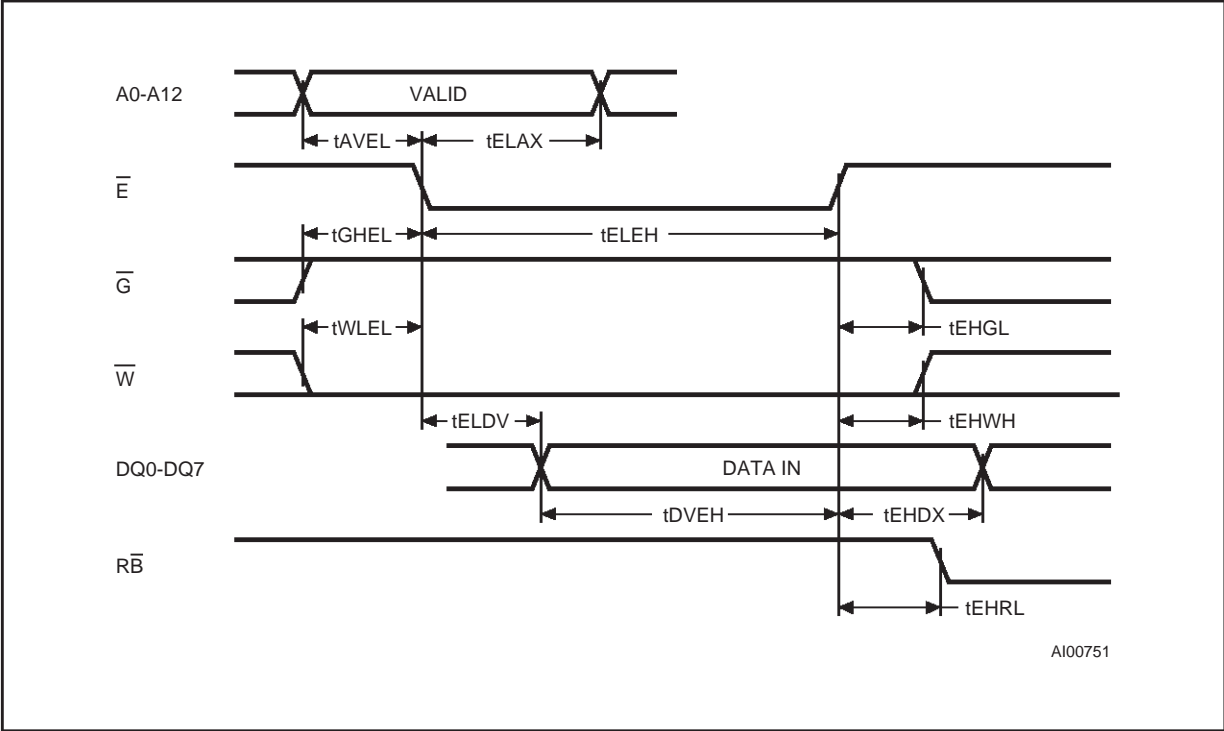 A0-A12
VALID
tAVEL
tELAX
E̅
tGHEL
tELEH
G̅
tWLEL
tEHGL
W̅
tELDV
tEHWH
DQ0-DQ7
DATA IN
tDVEH
tEHDX
RB̅
tEHRL
AI00751